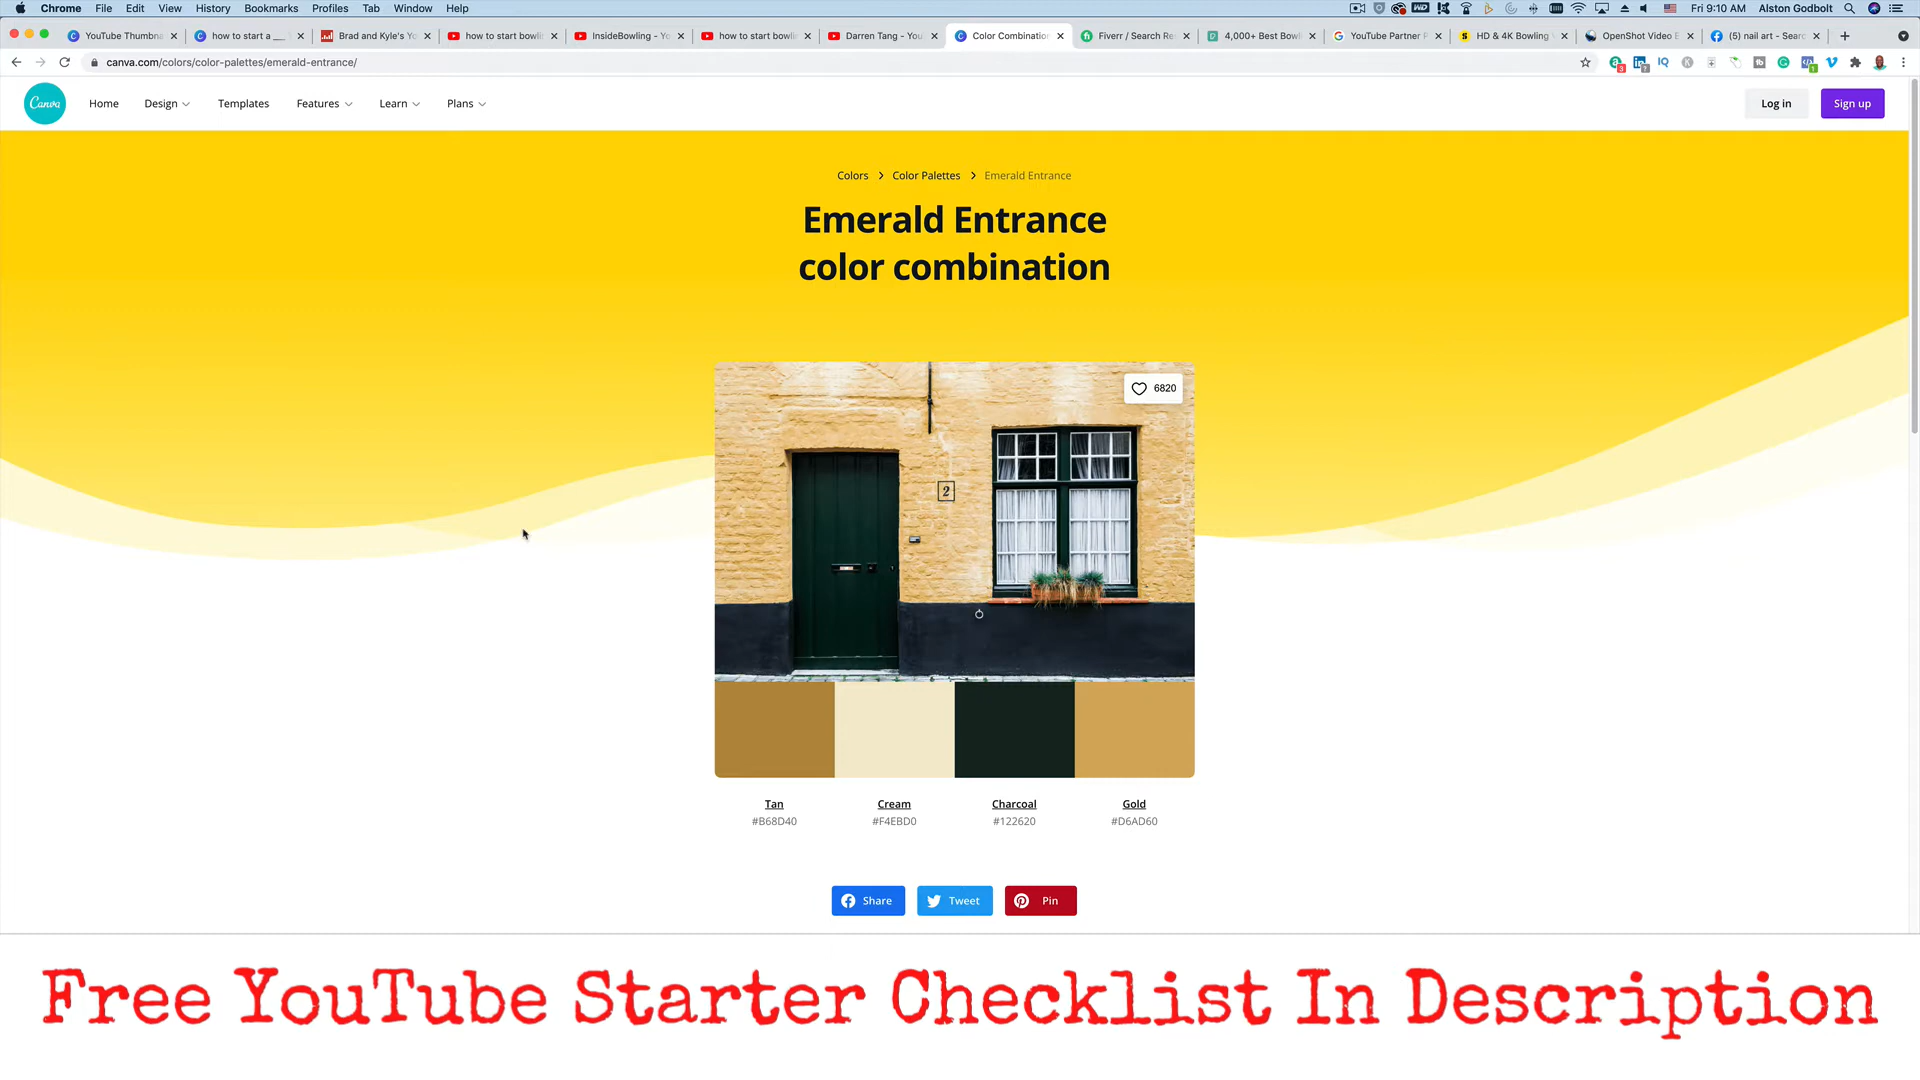 Chrome File Edit View History Bookmarks Profiles Tab Window Help
Fri 9:10 AM Alston Godbolt
YouTube Thumbna
how to start a ___ Y
Brad and Kyle's Yo
how to start bowlin
InsideBowling - Yo
how to start bowlin
Darren Tang - You
Color Combination
Fiverr / Search Re
4,000+ Best Bowl
YouTube Partner P
HD & 4K Bowling V
OpenShot Video E
(5) nail art - Searc
canva.com/colors/color-palettes/emerald-entrance/
Canva Home Design Templates Features Learn Plans Log in Sign up
Colors > Color Palettes > Emerald Entrance
Emerald Entrance
color combination
6820
2
Tan Cream Charcoal Gold
#B68D40 #F4EBD0 #122620 #D6AD60
Share Tweet Pin
Free YouTube Starter Checklist In Description